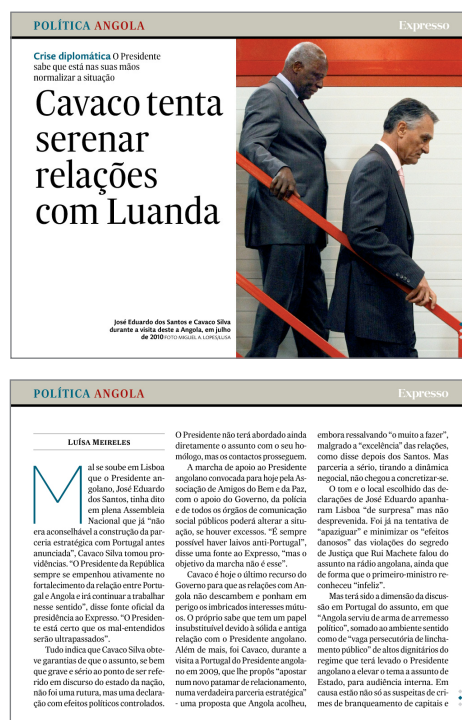 POLÍTICA ANGOLA
Expresso
Crise diplomática O Presidente
sabe que está nas suas mãos
normalizar a situação
Cavaco tenta
serenar
relações
com Luanda
José Eduardo dos Santos e Cavaco Silva
durante a visita deste a Angola, em julho
de 2010 FOTO MIGUEL A. LOPES/LUSA
POLÍTICA ANGOLA
Expresso
LUÍSA MEIRELES
Mal se soube em Lisboa
que o Presidente an-
golano, José Eduardo
dos Santos, tinha dito
em plena Assembleia
Nacional que já “não
era aconselhável a construção da par-
ceria estratégica com Portugal antes
anunciada”, Cavaco Silva tomou pro-
vidências. “O Presidente da República
sempre se empenhou ativamente no
fortalecimento da relação entre Portu-
gal e Angola e irá continuar a trabalhar
nesse sentido”, disse fonte oficial da
presidência ao Expresso. “O Presiden-
te está certo que os mal-entendidos
serão ultrapassados”.
Tudo indica que Cavaco Silva obte-
ve garantias de que o assunto, se bem
que grave e sério ao ponto de ser refe-
rido em discurso do estado da nação,
não foi uma rutura, mas uma declara-
ção com efeitos políticos controlados.
O Presidente não terá abordado ainda
diretamente o assunto com o seu ho-
mólogo, mas os contactos prosseguem.
A marcha de apoio ao Presidente
angolano convocada para hoje pela As-
sociação de Amigos do Bem e da Paz,
com o apoio do Governo, da polícia
e de todos os órgãos de comunicação
social públicos poderá alterar a situa-
ção, se houver excessos. “É sempre
possível haver laivos anti-Portugal”,
disse uma fonte ao Expresso, “mas o
objetivo da marcha não é esse”.
Cavaco é hoje o último recurso do
Governo para que as relações com An-
gola não descambem e ponham em
perigo os imbricados interesses mútu-
os. O próprio sabe que tem um papel
insubstituível devido à sólida e antiga
relação com o Presidente angolano.
Além de mais, foi Cavaco, durante a
visita a Portugal do Presidente angola-
no em 2009, que lhe propôs “apostar
num novo patamar de relacionamento,
numa verdadeira parceria estratégica”
- uma proposta que Angola acolheu,
embora ressalvando “o muito a fazer”,
malgrado a “excelência” das relações,
como disse depois dos Santos. Mas
parceria a sério, tirando a dinâmica
negocial, não chegou a concretizar-se.
O tom e o local escolhido das de-
clarações de José Eduardo apanha-
ram Lisboa “de surpresa” mas não
desprevenida. Foi já na tentativa de
“apaziguar” e minimizar os “efeitos
danosos” das violações do segredo
de Justiça que Rui Machete falou do
assunto na rádio angolana, ainda que
de forma que o primeiro-ministro re-
conheceu “infeliz”.
Mas terá sido a dimensão da discus-
são em Portugal do assunto, em que
“Angola serviu de arma de arremesso
político”, somado ao ambiente sentido
como de “vaga persecutória de lincha-
mento público” de altos dignitários do
regime que terá levado o Presidente
angolano a elevar o tema a assunto de
Estado, para audiência interna. Em
causa estão não só as suspeitas de cri-
mes de branqueamento de capitais e